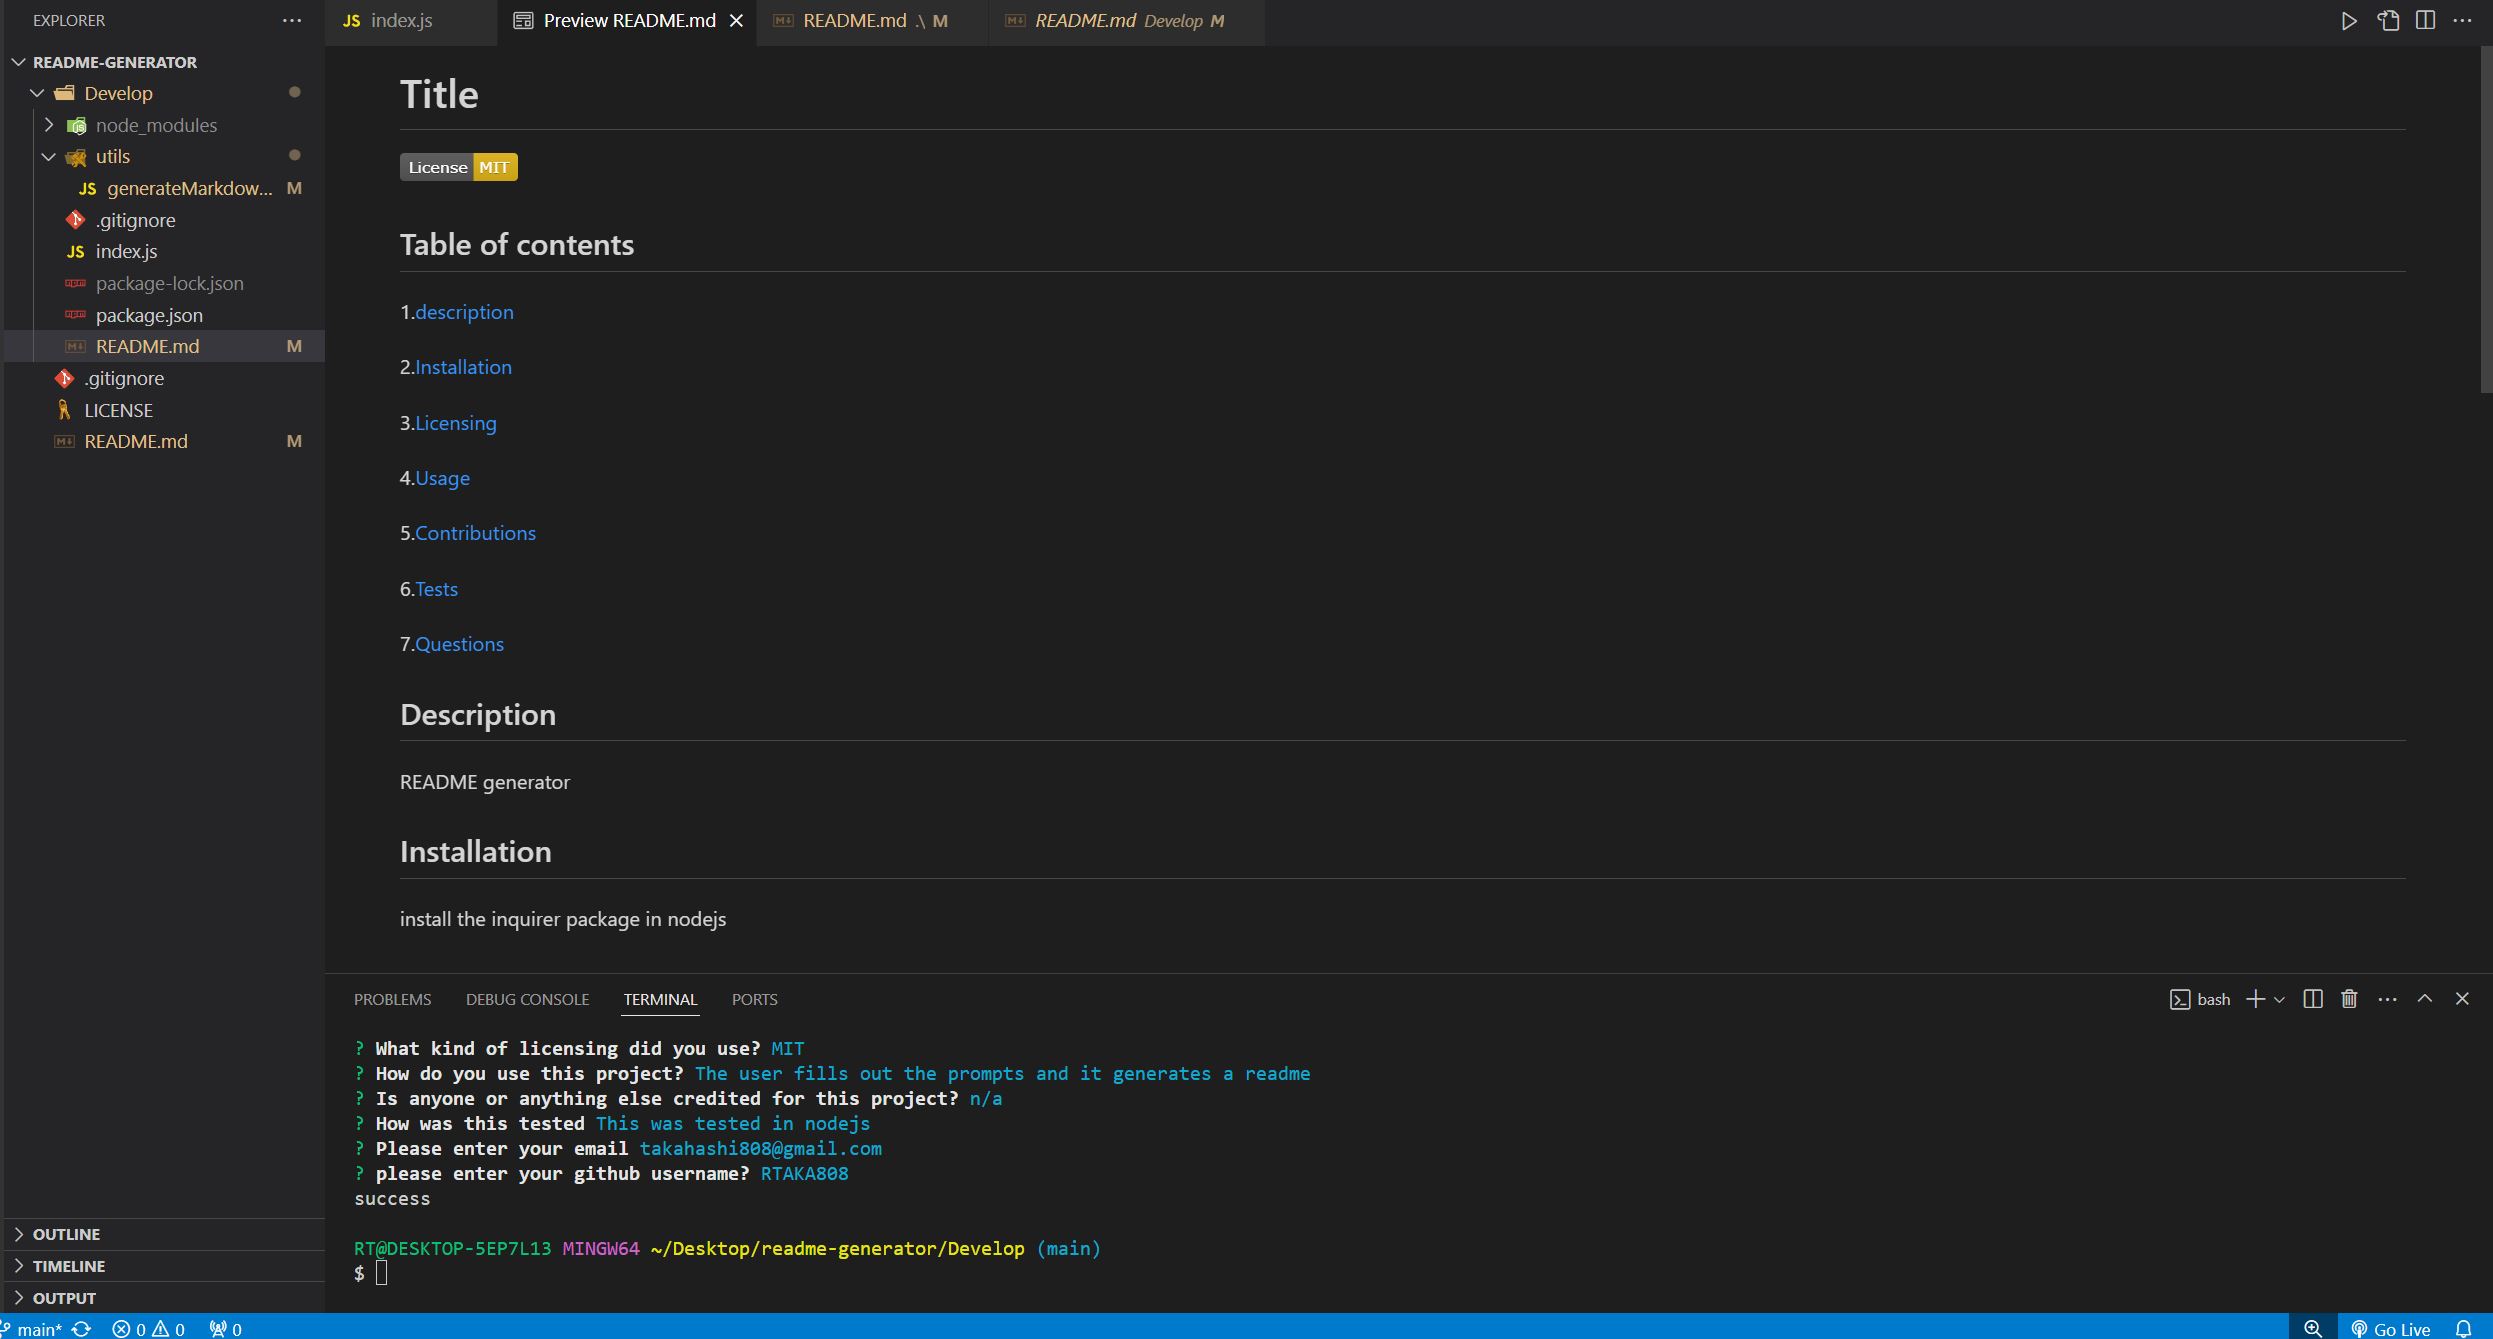 EXPLORER
README-GENERATOR
Develop
node_modules
utils
JS generateMarkdow... M
.gitignore
JS index.js
package-lock.json
package.json
README.md M
.gitignore
LICENSE
README.md M
OUTLINE
TIMELINE
OUTPUT
JS index.js
Preview README.md
README.md .\ M
README.md Develop M
Title
License MIT
Table of contents
1.description
2.Installation
3.Licensing
4.Usage
5.Contributions
6.Tests
7.Questions
Description
README generator
Installation
install the inquirer package in nodejs
PROBLEMS DEBUG CONSOLE TERMINAL PORTS
bash
? What kind of licensing did you use? MIT
? How do you use this project? The user fills out the prompts and it generates a readme
? Is anyone or anything else credited for this project? n/a
? How was this tested This was tested in nodejs
? Please enter your email takahashi808@gmail.com
? please enter your github username? RTAKA808
success
RT@DESKTOP-5EP7L13 MINGW64 ~/Desktop/readme-generator/Develop (main)
$
main* 0 0 0
Go Live